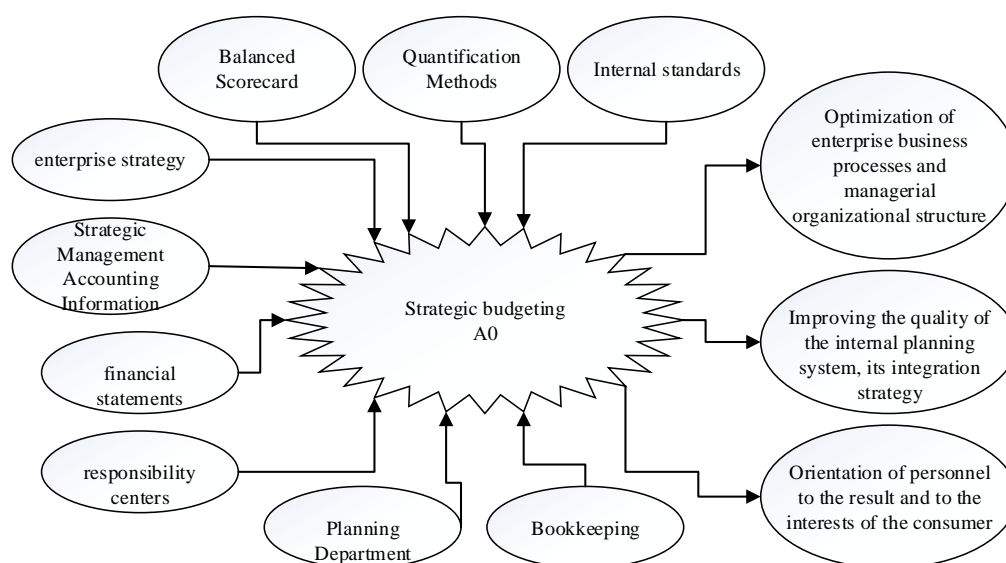 Balanced
Scorecard
Quantification
Methods
Internal standards
enterprise strategy
Strategic
Management
Accounting
Information
financial
statements
responsibility
centers
Planning
Department
Bookkeeping
Strategic budgeting
A0
Optimization of
enterprise business
processes and
managerial
organizational
structure
Improving the quality of
the internal planning
system, its integration
strategy
Orientation of personnel
to the result and to the
interests of the consumer